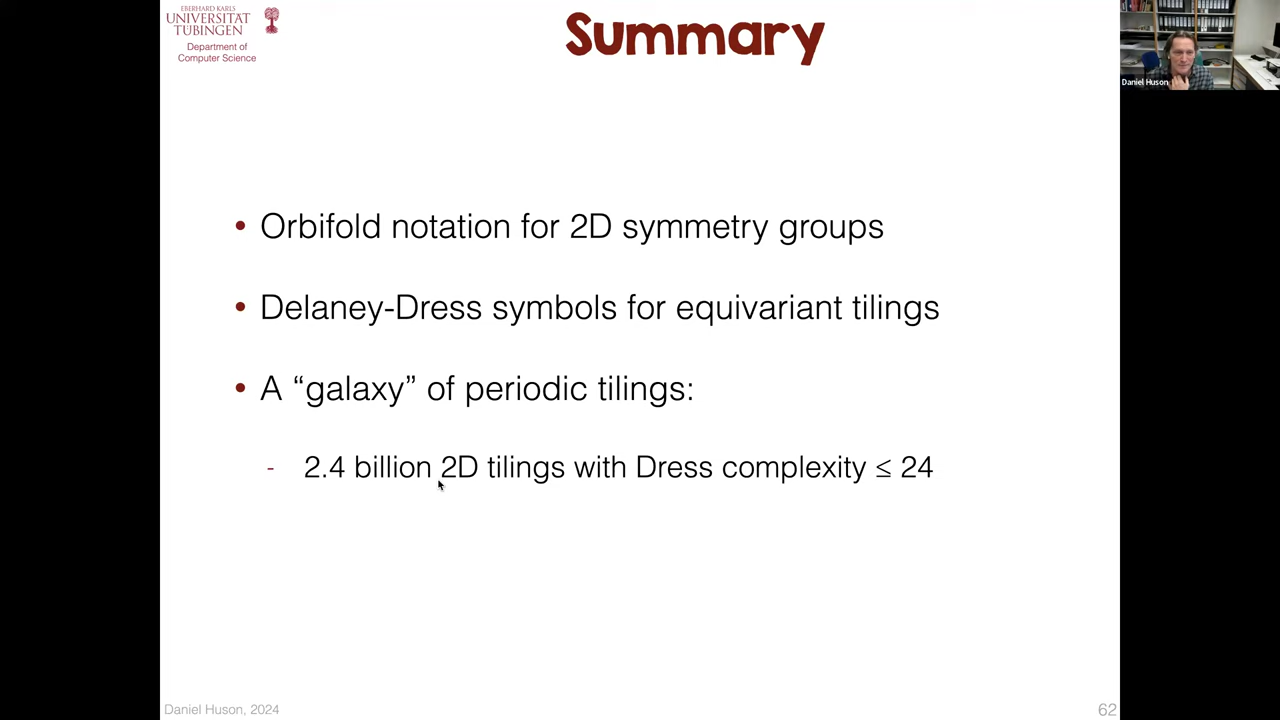 EBERHARD KARLS
UNIVERSITÄT
TÜBINGEN
Department of
Computer Science
Summary
Daniel Huson
• Orbifold notation for 2D symmetry groups
• Delaney-Dress symbols for equivariant tilings
• A “galaxy” of periodic tilings:
- 2.4 billion 2D tilings with Dress complexity ≤ 24
Daniel Huson, 2024
62